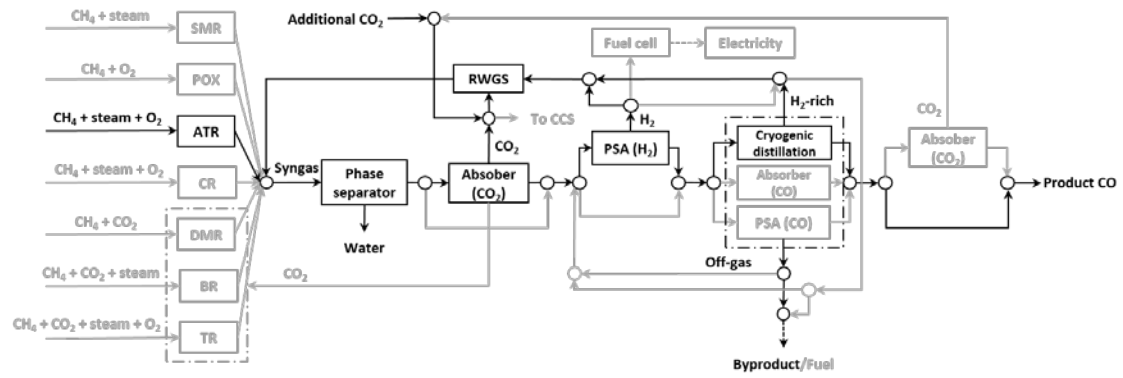 CH₄ + steam
SMR
CH₄ + O₂
POX
CH₄ + steam + O₂
ATR
CH₄ + steam + O₂
CR
CH₄ + CO₂
DMR
CH₄ + CO₂ + steam
BR
CH₄ + CO₂ + steam + O₂
TR
Syngas
Phase
separator
Water
CO₂
Additional CO₂
RWGS
To CCS
CO₂
Absober
(CO₂)
Fuel cell
Electricity
H₂
PSA (H₂)
H₂-rich
Cryogenic
distillation
Absorber
(CO)
PSA (CO)
Off-gas
Byproduct/Fuel
CO₂
Absober
(CO₂)
Product CO